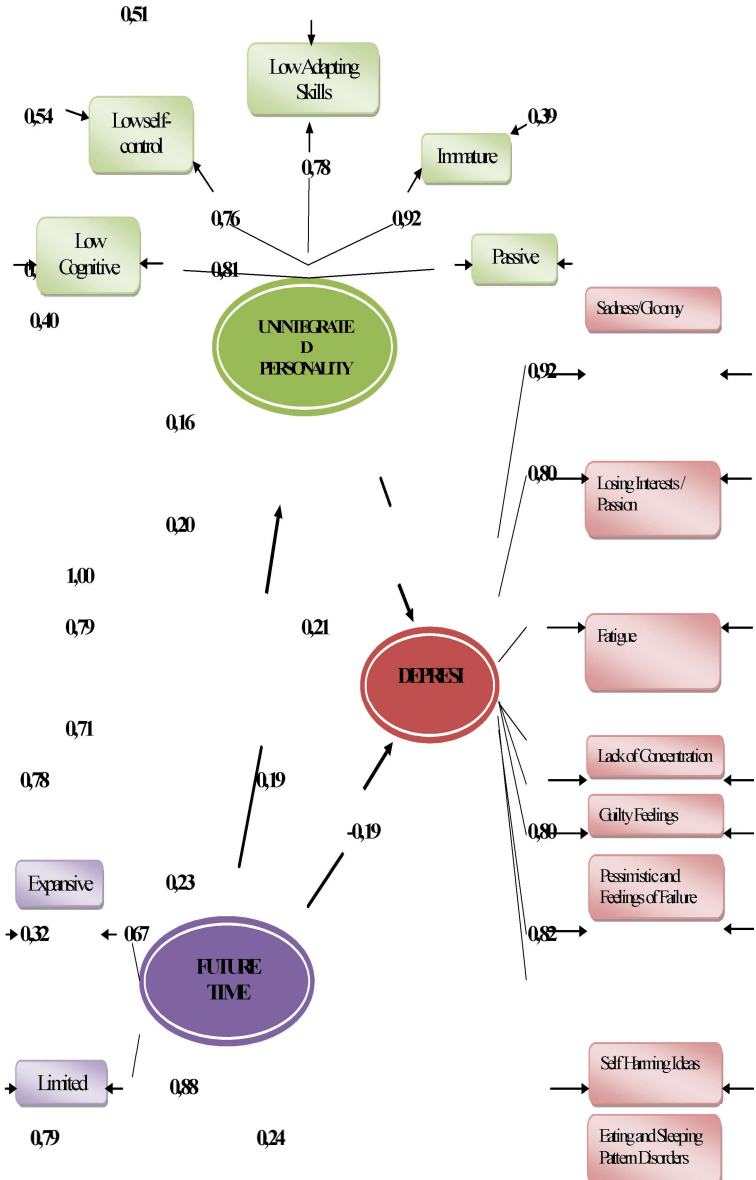 0,51
Low Adapting
Skills
0,54
Low self-
control
0,39
Immature
0,78
0,76
0,92
Low
Cognitive
0,81
Passive
0,40
Sadness/Gloomy
UNINTEGRATE
D
PERSONALITY
0,92
0,16
0,80
Losing Interests /
Passion
0,20
1,00
0,79
0,21
Fatigue
DEPRESI
0,71
Lack of Concentration
0,78
0,19
Guilty Feelings
-0,19
0,80
Pessimistic and
Feelings of Failure
Expansive
0,23
0,32
067
0,82
FUTURE
TIME
Self Harming Ideas
Limited
0,88
0,79
0,24
Eating and Sleeping
Pattern Disorders